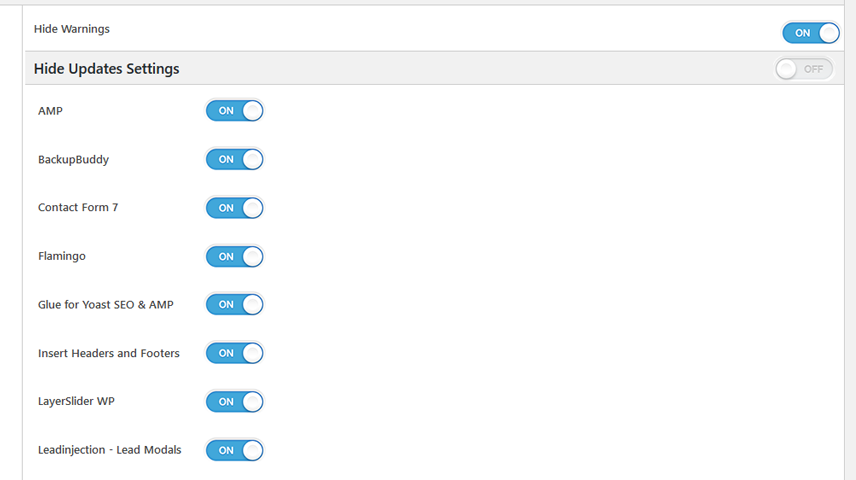 Hide Warnings ON
Hide Updates Settings OFF
AMP ON
BackupBuddy ON
Contact Form 7 ON
Flamingo ON
Glue for Yoast SEO & AMP ON
Insert Headers and Footers ON
LayerSlider WP ON
Leadinjection - Lead Modals ON